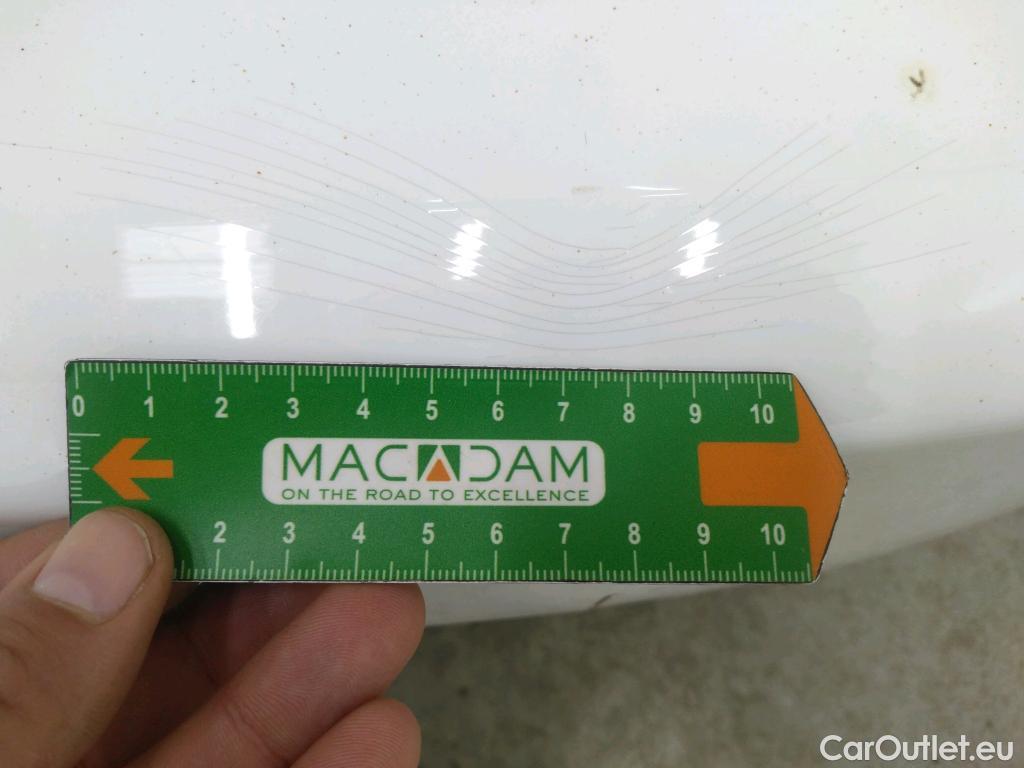 0 1 2 3 4 5 6 7 8 9 10
MACADAM
ON THE ROAD TO EXCELLENCE
2 3 4 5 6 7 8 9 10
CarOutlet.eu